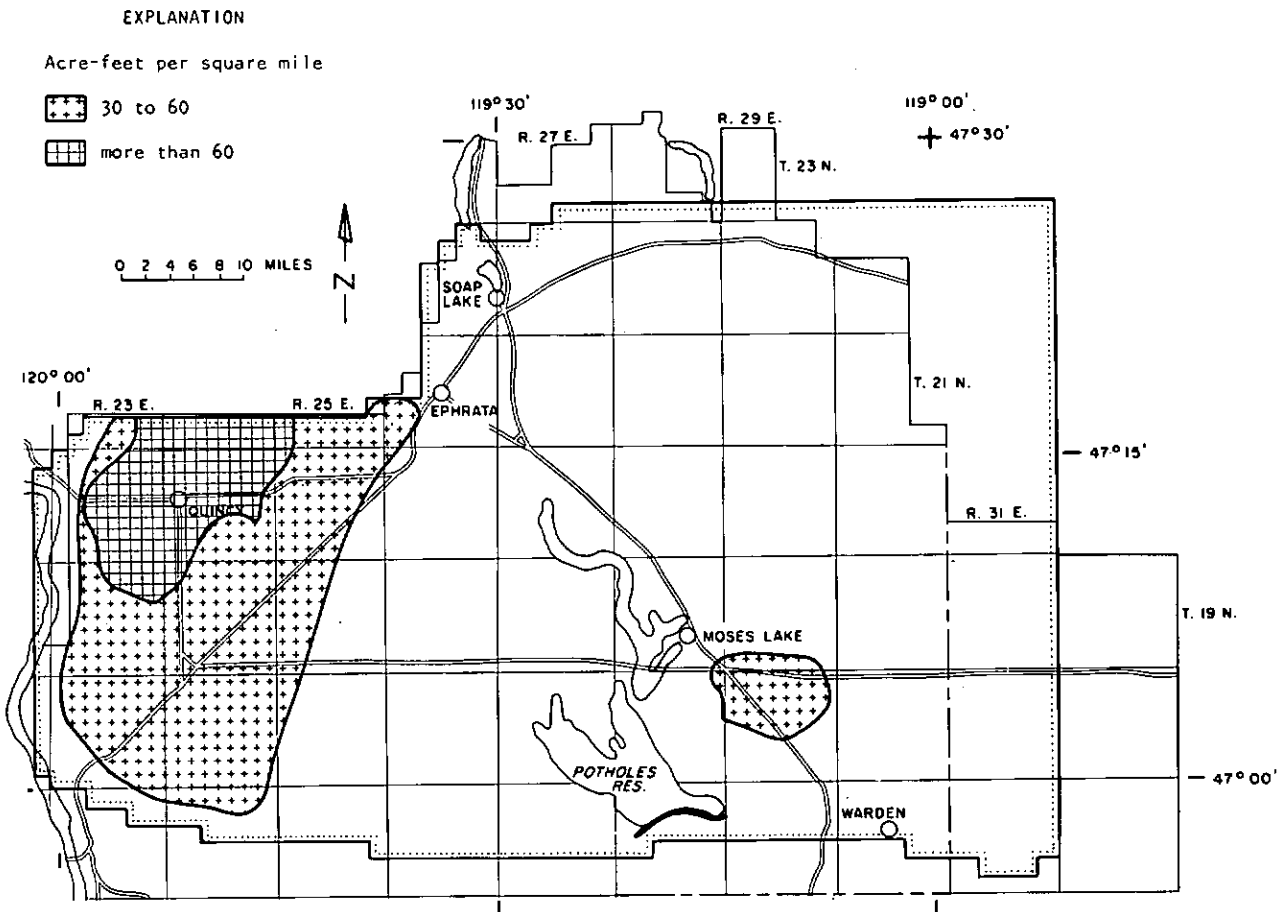 EXPLANATION
Acre-feet per square mile
30 to 60
more than 60
119° 30'
119° 00'
R. 27 E.
R. 29 E.
47° 30'
T. 23 N.
0 2 4 6 8 10 MILES
N
SOAP
LAKE
120° 00'
R. 23 E.
R. 25 E.
EPHRATA
T. 21 N.
47° 15'
QUINCY
R. 31 E.
MOSES LAKE
T. 19 N.
POTHOLES
RES.
47° 00'
WARDEN